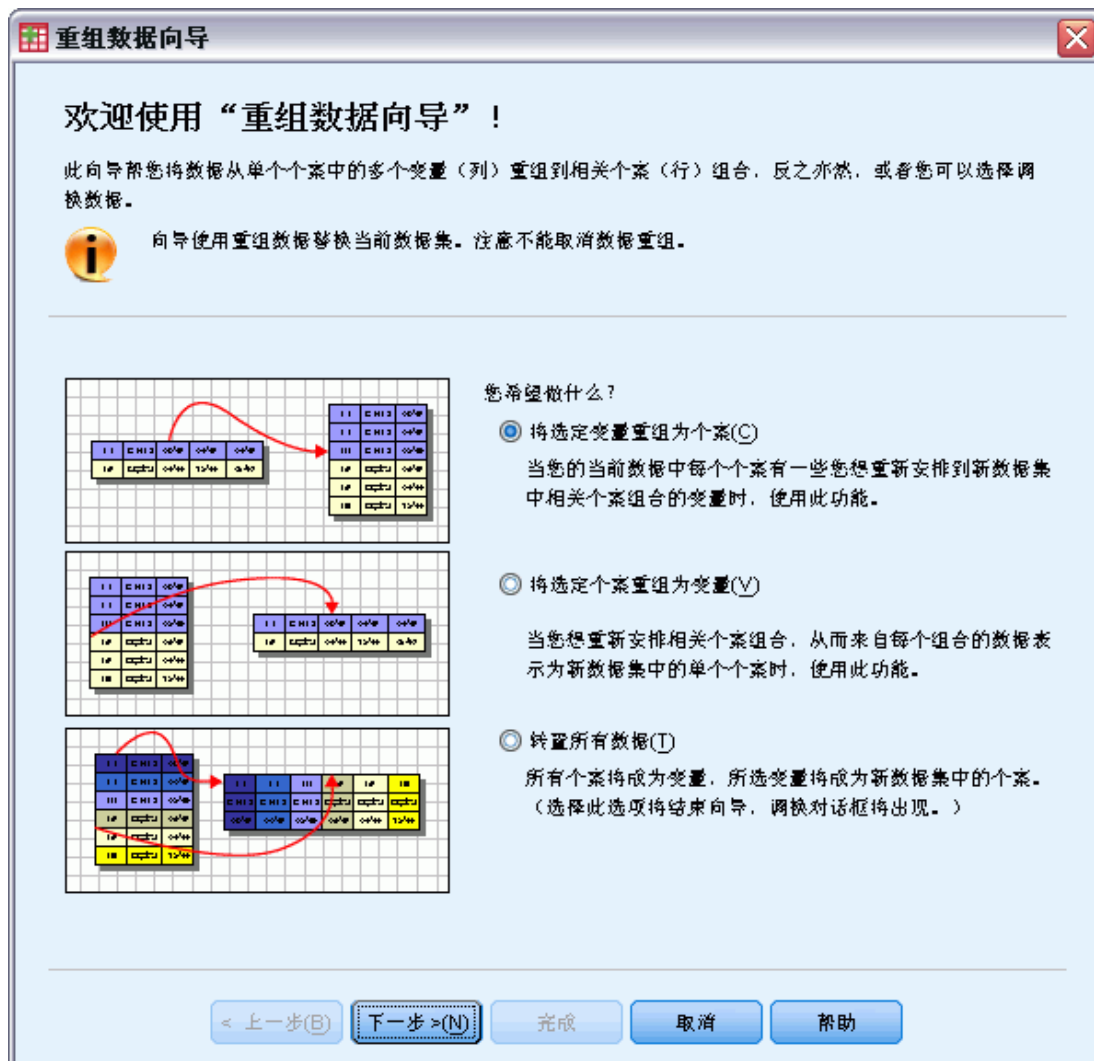 重组数据向导
欢迎使用“重组数据向导”!
此向导帮您将数据从单个个案中的多个变量（列）重组到相关个案（行）组合，反之亦然，或者您可以选择调
换数据。
向导使用重组数据替换当前数据集。注意不能取消数据重组。
您希望做什么?
将选定变量重组为个案(C)
当您的当前数据中每个个案有一些您想重新安排到新数据集
中相关个案组合的变量时，使用此功能。
将选定个案重组为变量(V)
当您想重新安排相关个案组合，从而来自每个组合的数据表
示为新数据集中的单个个案时，使用此功能。
转置所有数据(T)
所有个案将成为变量，所选变量将成为新数据集中的个案。
（选择此选项将结束向导，调换对话框将出现。）
< 上一步(B)
下一步 >(N)
完成
取消
帮助